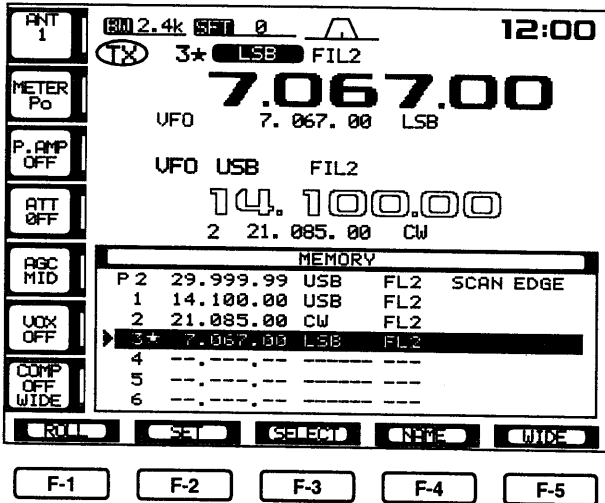 ANT
1
BW 2.4k SFT 0
12:00
TX 3★ LSB FIL2
7.067.00
VFO 7. 067. 00 LSB
METER
Po
P.AMP
OFF
VFO USB FIL2
14. 100.00
2 21. 085. 00 CW
ATT
OFF
AGC
MID
VOX
OFF
COMP
OFF
WIDE
MEMORY
P2 29.999.99 USB FL2 SCAN EDGE
1 14.100.00 USB FL2
2 21.085.00 CW FL2
3★ 7.067.00 LSB FL2
4 --.---.-- ------ ---
5 --.---.-- ------ ---
6 --.---.-- ------ ---
ROLL SET SELECT NAME WIDE
F-1 F-2 F-3 F-4 F-5